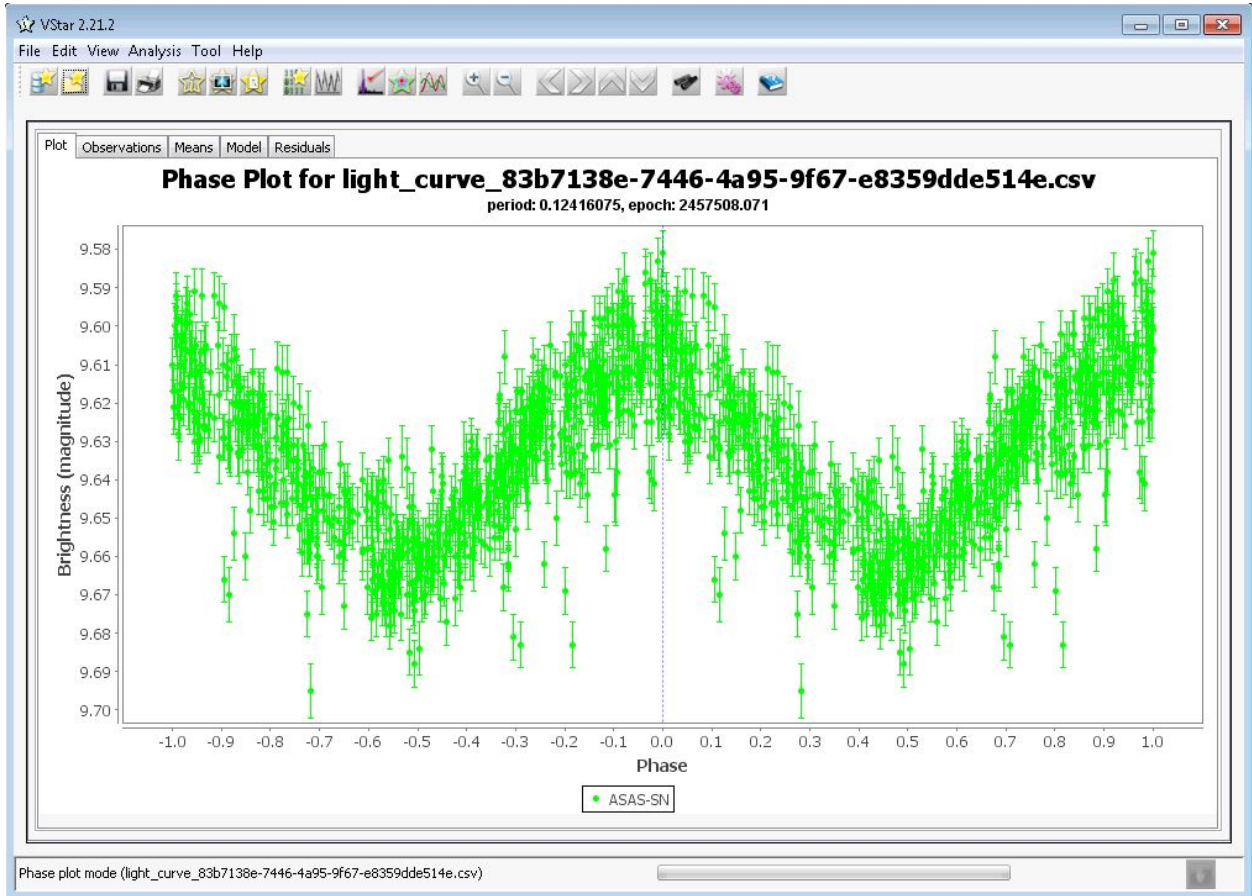 VStar 2.21.2
File Edit View Analysis Tool Help
Plot Observations Means Model Residuals
Phase Plot for light_curve_83b7138e-7446-4a95-9f67-e8359dde514e.csv
period: 0.12416075, epoch: 2457508.071
9.58
9.59
9.60
9.61
9.62
9.63
9.64
9.65
9.66
9.67
9.68
9.69
9.70
Brightness (magnitude)
-1.0 -0.9 -0.8 -0.7 -0.6 -0.5 -0.4 -0.3 -0.2 -0.1 0.0 0.1 0.2 0.3 0.4 0.5 0.6 0.7 0.8 0.9 1.0
Phase
ASAS-SN
Phase plot mode (light_curve_83b7138e-7446-4a95-9f67-e8359dde514e.csv)